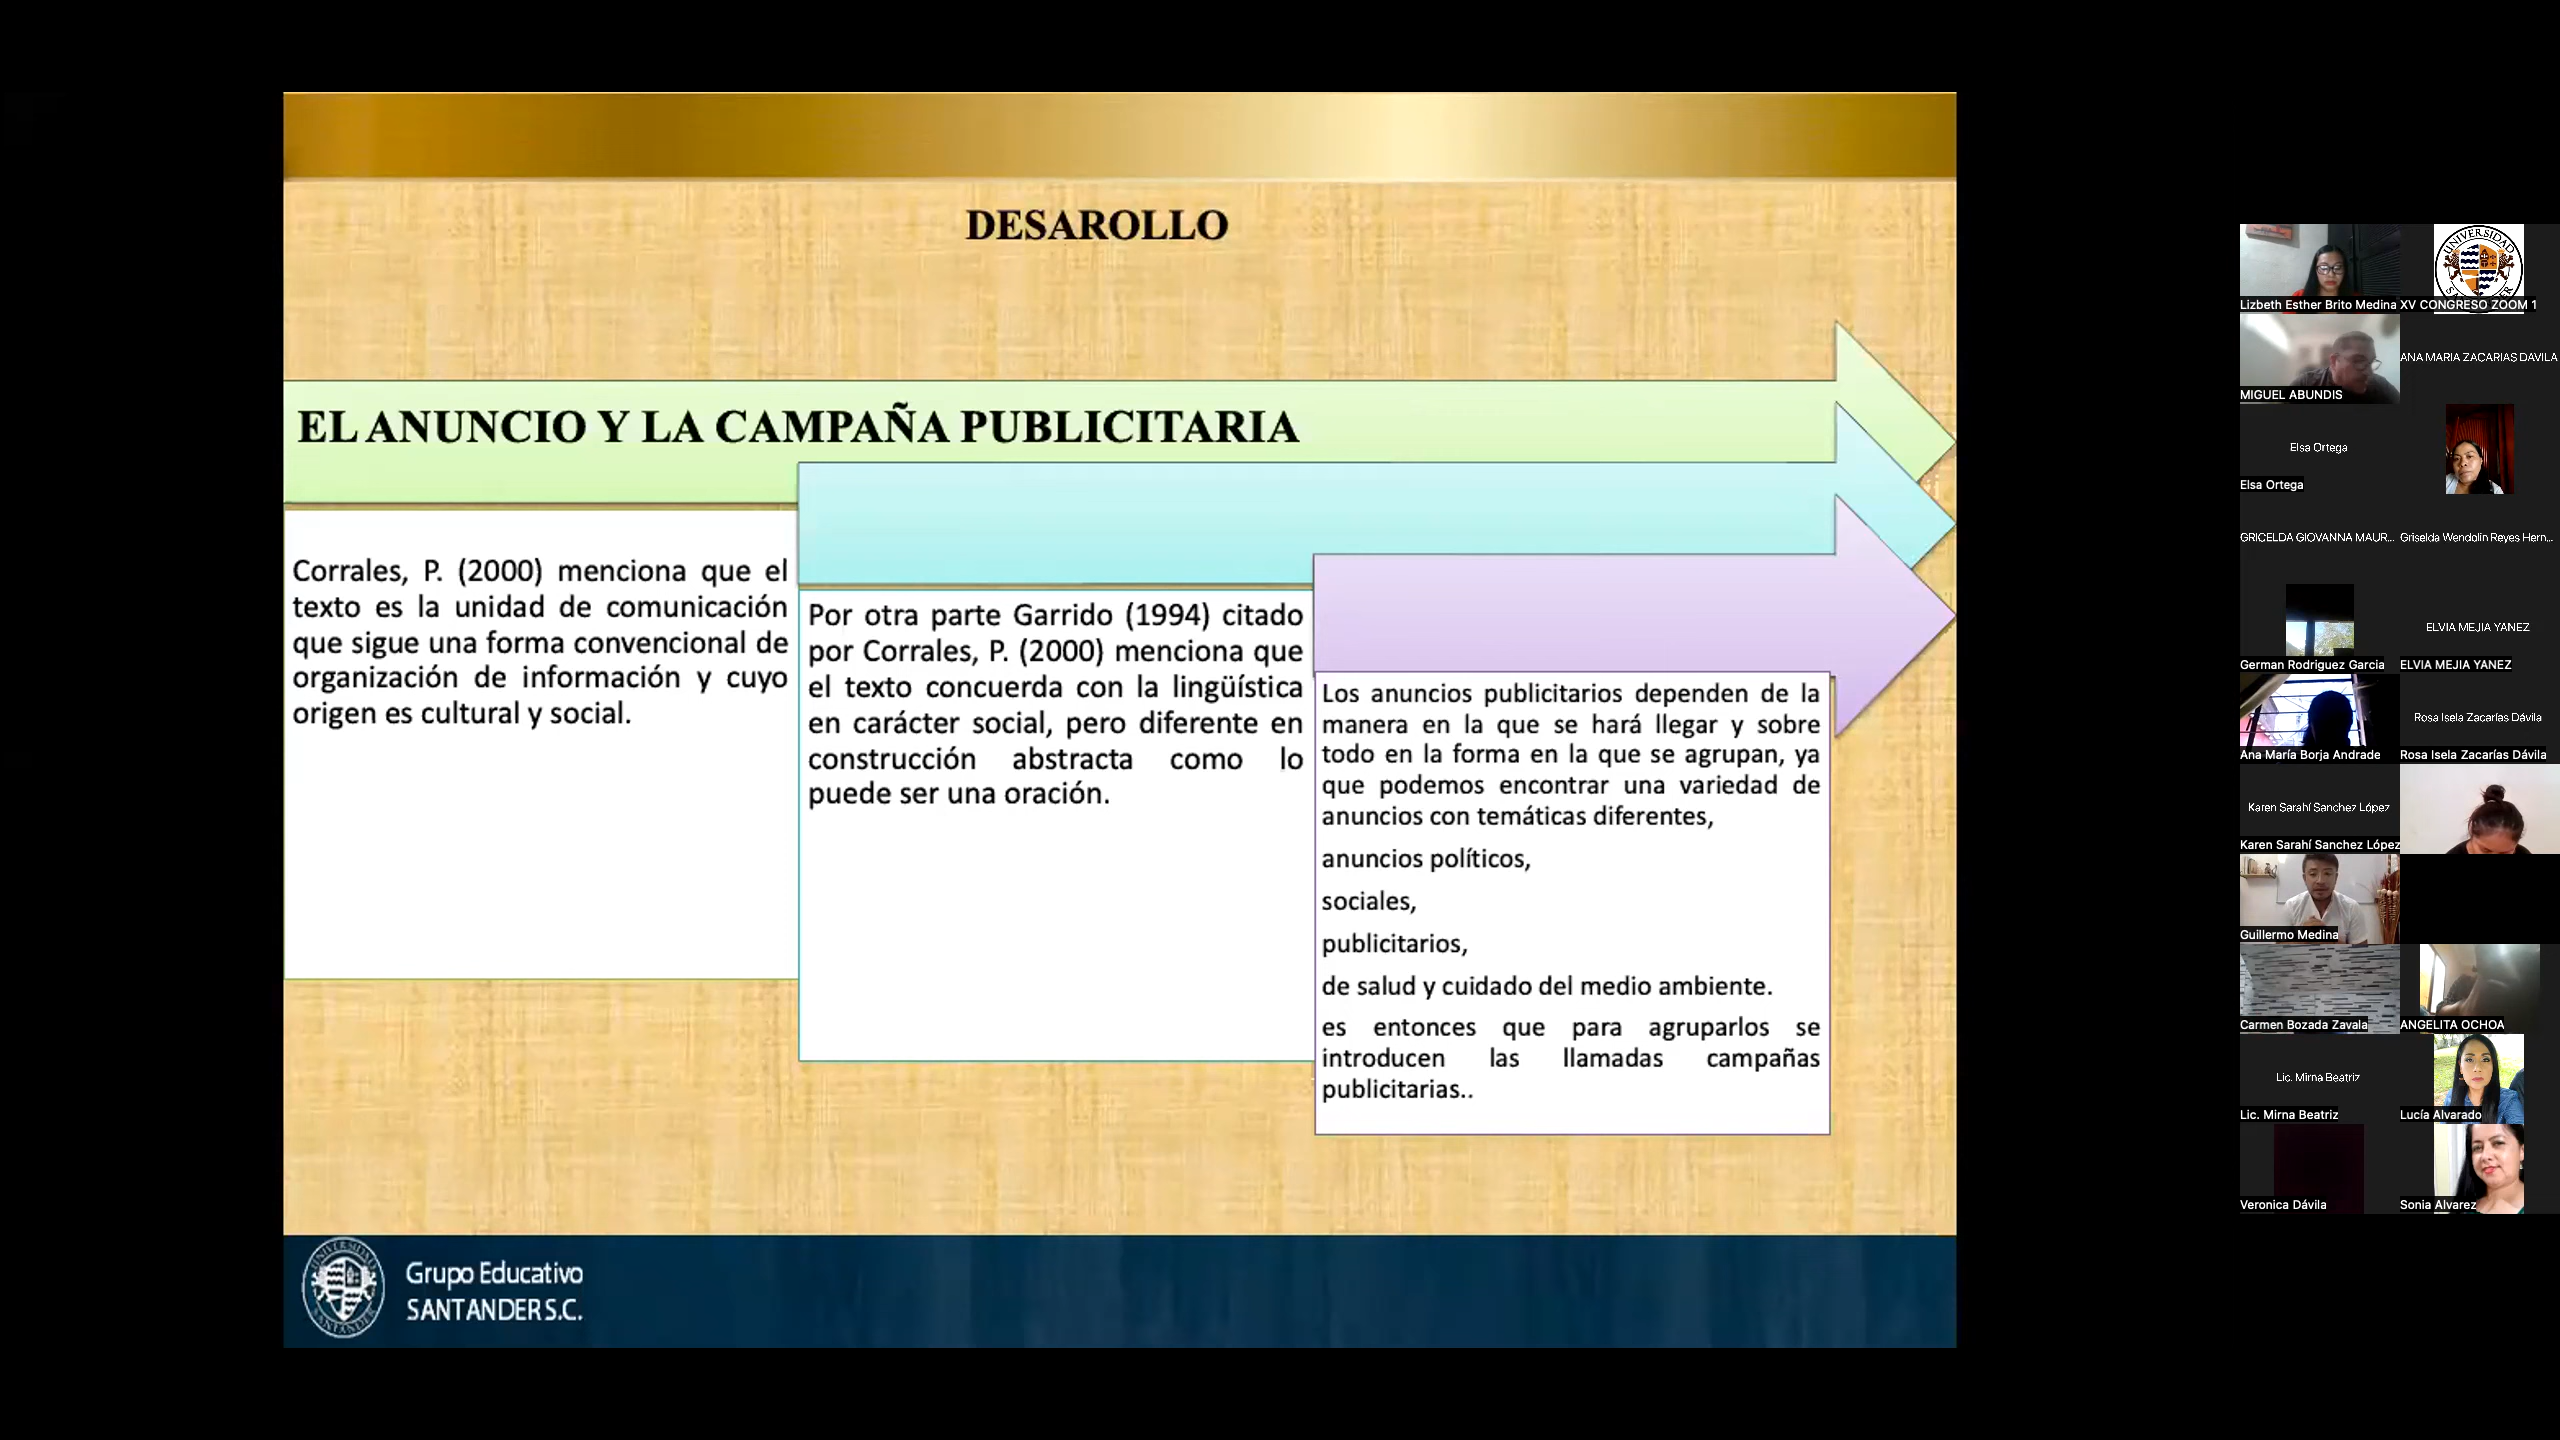 DESAROLLO
EL ANUNCIO Y LA CAMPAÑA PUBLICITARIA
Corrales, P. (2000) menciona que el
texto es la unidad de comunicación
que sigue una forma convencional de
organización de información y cuyo
origen es cultural y social.
Por otra parte Garrido (1994) citado
por Corrales, P. (2000) menciona que
el texto concuerda con la lingüística
en carácter social, pero diferente en
construcción abstracta como lo
puede ser una oración.
Los anuncios publicitarios dependen de la
manera en la que se hará llegar y sobre
todo en la forma en la que se agrupan, ya
que podemos encontrar una variedad de
anuncios con temáticas diferentes,
anuncios políticos,
sociales,
publicitarios,
de salud y cuidado del medio ambiente.
es entonces que para agruparlos se
introducen las llamadas campañas
publicitarias..
Grupo Educativo
SANTANDER S.C.
UNIVERSIDAD
Lizbeth Esther Brito Medina
XV CONGRESO ZOOM 1
MIGUEL ABUNDIS
ANA MARIA ZACARIAS DAVILA
Elsa Ortega
Elsa Ortega
GRICELDA GIOVANNA MAUR...
Griselda Wendolin Reyes Hern...
German Rodriguez Garcia
ELVIA MEJIA YANEZ
ELVIA MEJIA YANEZ
Ana María Borja Andrade
Rosa Isela Zacarías Dávila
Rosa Isela Zacarías Dávila
Karen Sarahí Sanchez López
Karen Sarahí Sanchez López
Guillermo Medina
Carmen Bozada Zavala
ANGELITA OCHOA
Lic. Mirna Beatriz
Lic. Mirna Beatriz
Lucía Alvarado
Veronica Dávila
Sonia Alvarez